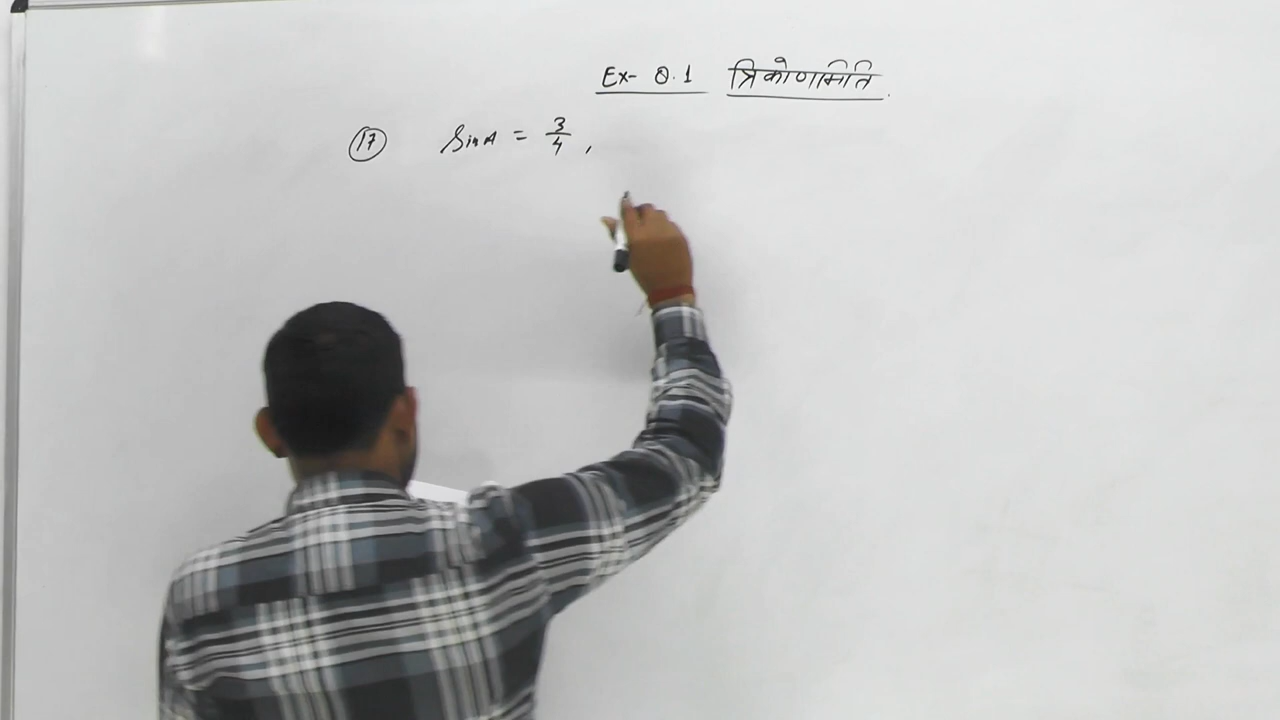 Ex- 8.1 त्रिकोणमिति
17 SinA = 3/4 ,